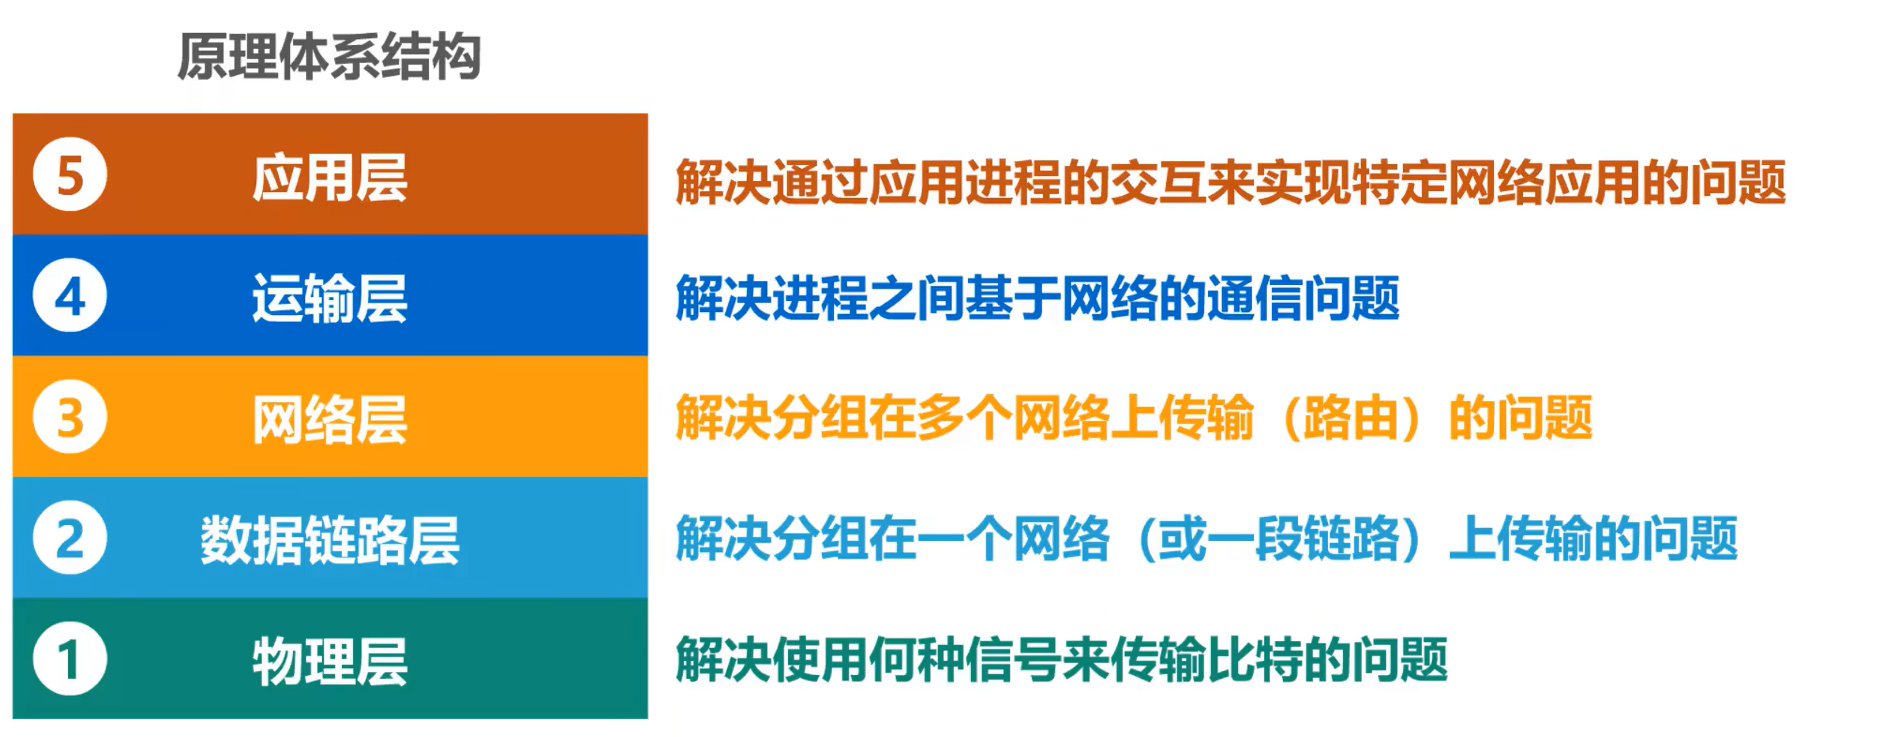 原理体系结构
5 应用层 解决通过应用进程的交互来实现特定网络应用的问题
4 运输层 解决进程之间基于网络的通信问题
3 网络层 解决分组在多个网络上传输（路由）的问题
2 数据链路层 解决分组在一个网络（或一段链路）上传输的问题
1 物理层 解决使用何种信号来传输比特的问题